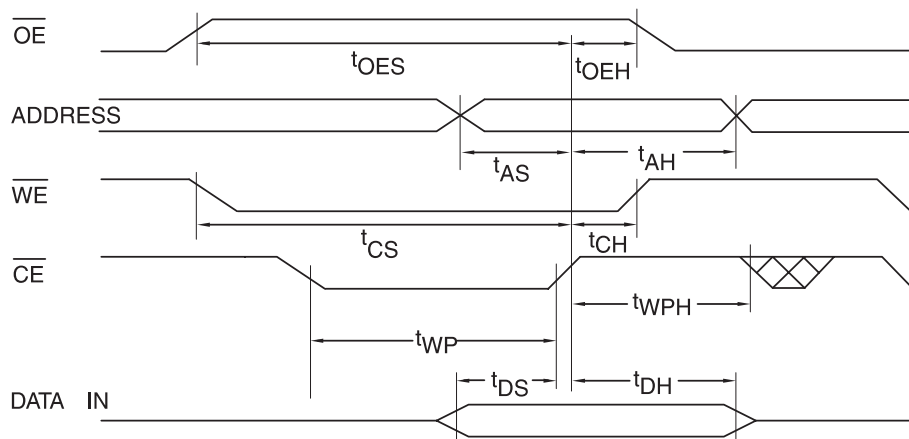 OE
tOES tOEH
ADDRESS
tAS tAH
WE
tCS tCH
CE
tWP tWPH
tDS tDH
DATA IN